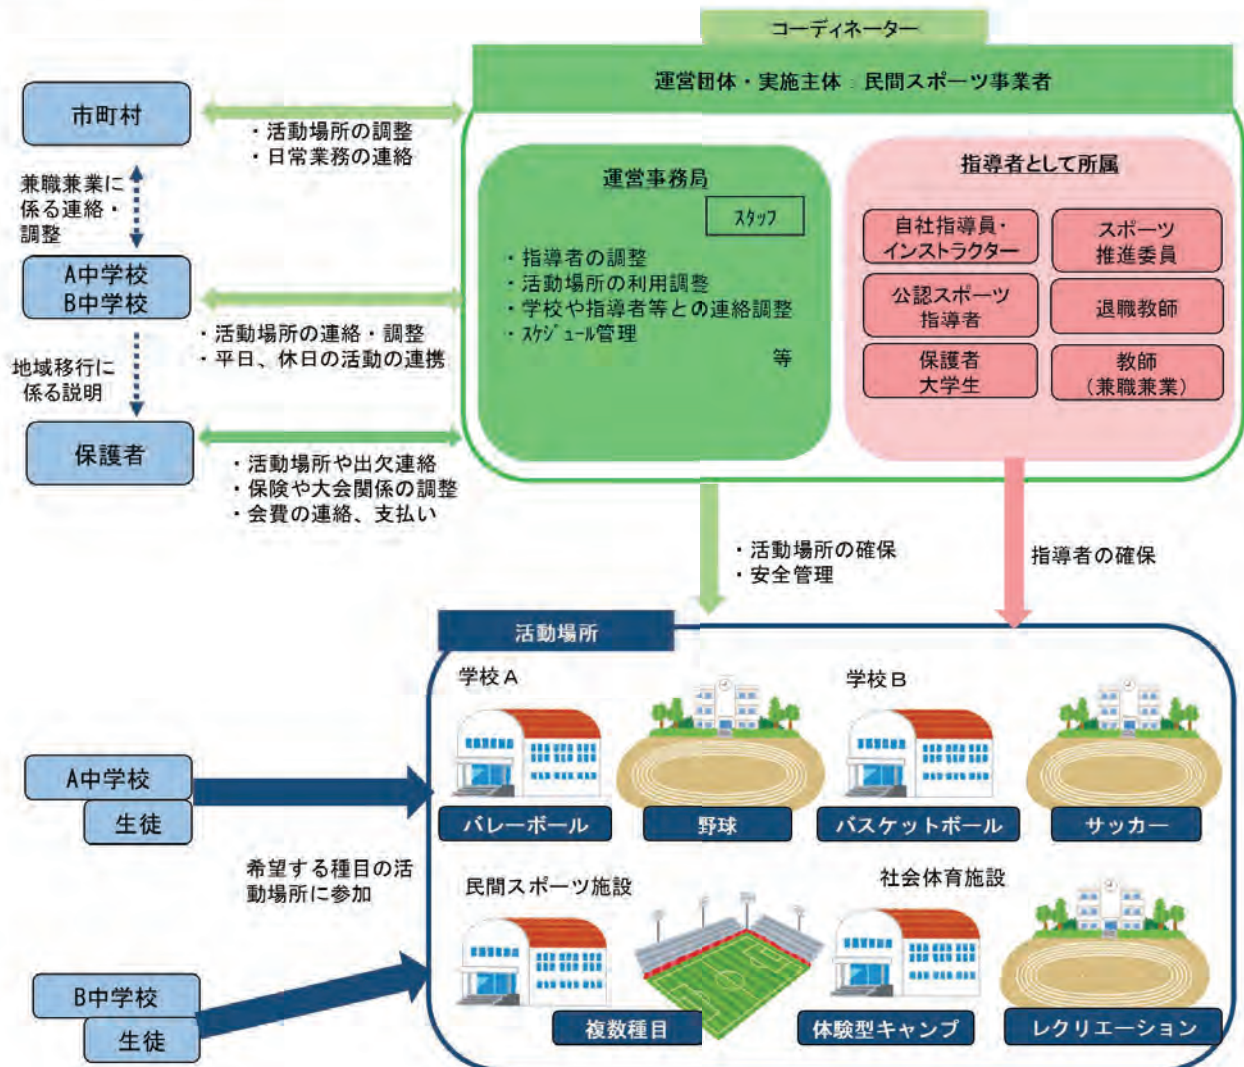 コーディネーター
運営団体・実施主体：民間スポーツ事業者
市町村
・活動場所の調整
・日常業務の連絡
兼職兼業に
係る連絡・
調整
A中学校
B中学校
・活動場所の連絡・調整
・平日、休日の活動の連携
地域移行に
係る説明
保護者
・活動場所や出欠連絡
・保険や大会関係の調整
・会費の連絡、支払い
運営事務局
ｽﾀｯﾌ
・指導者の調整
・活動場所の利用調整
・学校や指導者等との連絡調整
・ｽｹｼﾞｭｰﾙ管理
等
指導者として所属
自社指導員・
インストラクター
スポーツ
推進委員
公認スポーツ
指導者
退職教師
保護者
大学生
教師
（兼職兼業）
・活動場所の確保
・安全管理
指導者の確保
活動場所
学校A
学校B
バレーボール
野球
バスケットボール
サッカー
A中学校
生徒
希望する種目の活
動場所に参加
民間スポーツ施設
社会体育施設
B中学校
生徒
複数種目
体験型キャンプ
レクリエーション